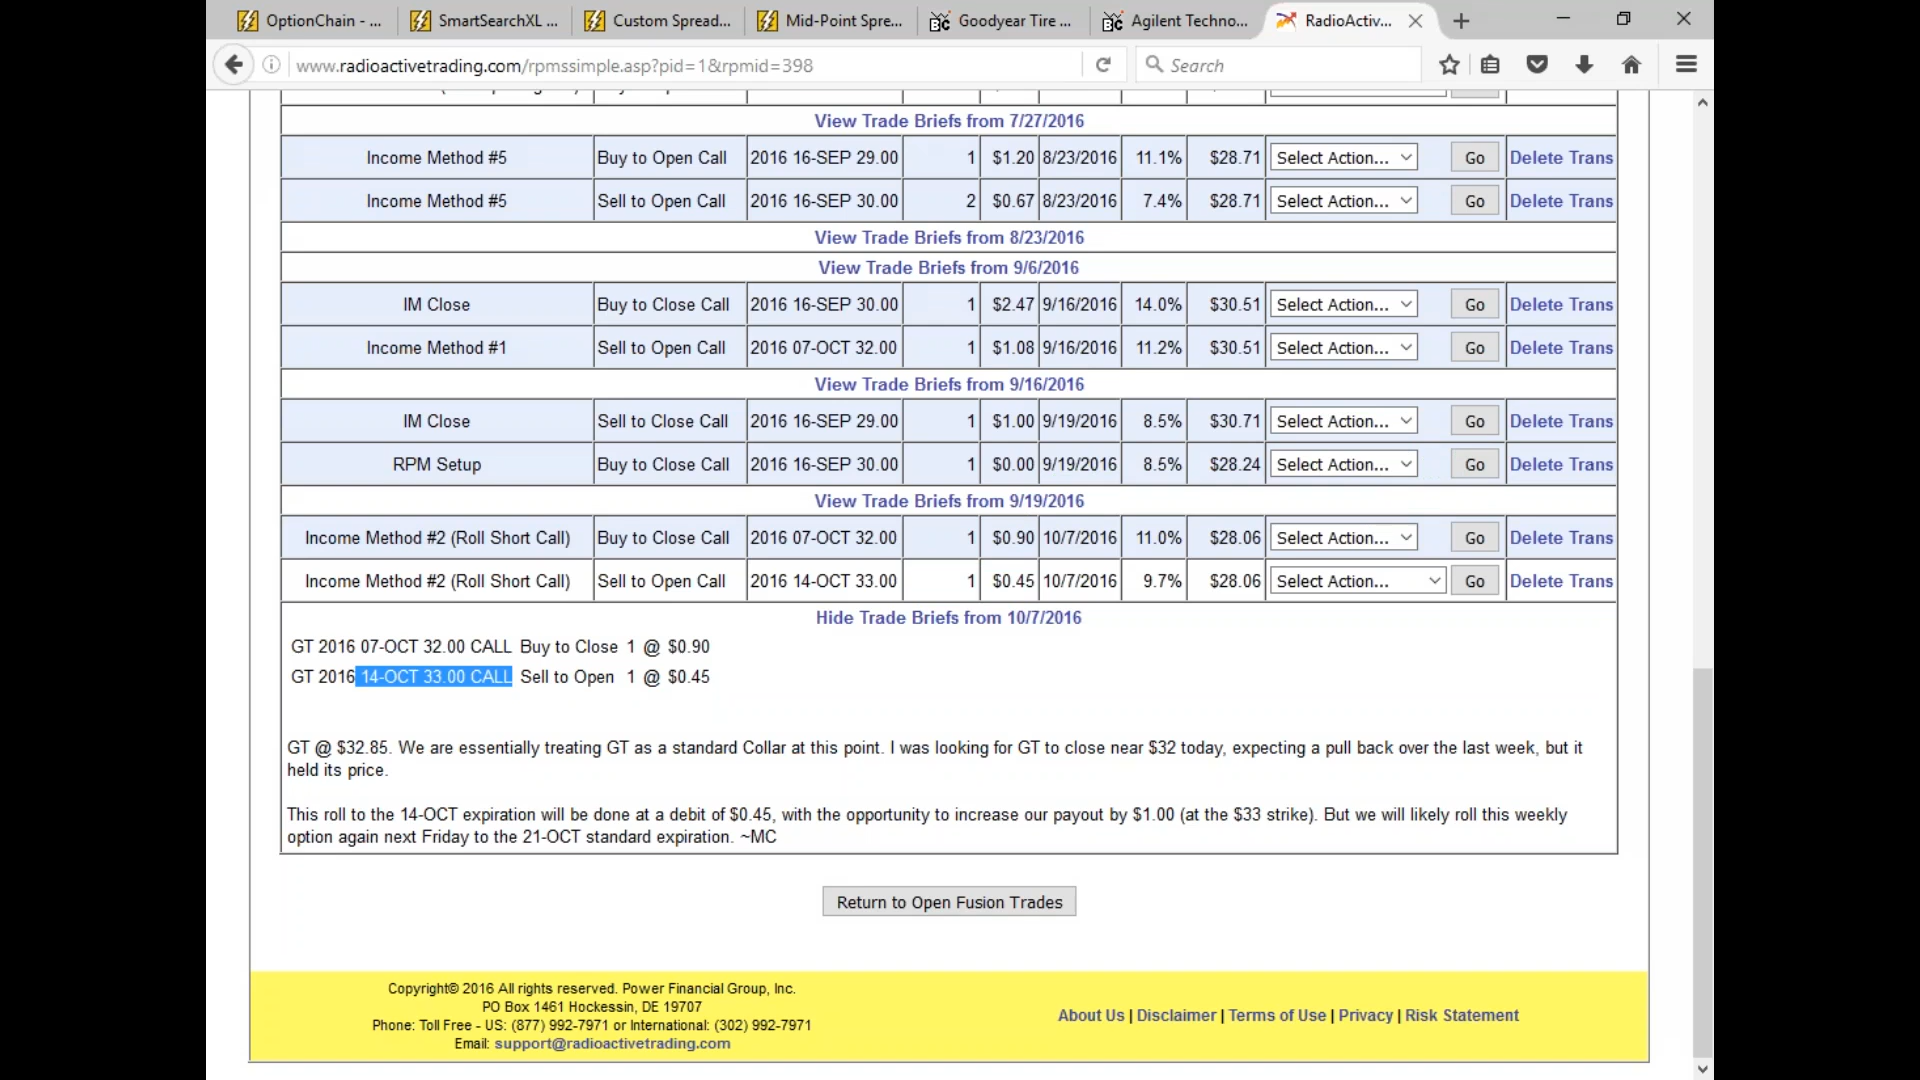 OptionChain - ... SmartSearchXL ... Custom Spread... Mid-Point Spre... Goodyear Tire ... Agilent Techno... RadioActiv...
www.radioactivetrading.com/rpmssimple.asp?pid=1&rpmid=398 Search
View Trade Briefs from 7/27/2016
Income Method #5 Buy to Open Call 2016 16-SEP 29.00 1 $1.20 8/23/2016 11.1% $28.71 Select Action... Go Delete Trans
Income Method #5 Sell to Open Call 2016 16-SEP 30.00 2 $0.67 8/23/2016 7.4% $28.71 Select Action... Go Delete Trans
View Trade Briefs from 8/23/2016
View Trade Briefs from 9/6/2016
IM Close Buy to Close Call 2016 16-SEP 30.00 1 $2.47 9/16/2016 14.0% $30.51 Select Action... Go Delete Trans
Income Method #1 Sell to Open Call 2016 07-OCT 32.00 1 $1.08 9/16/2016 11.2% $30.51 Select Action... Go Delete Trans
View Trade Briefs from 9/16/2016
IM Close Sell to Close Call 2016 16-SEP 29.00 1 $1.00 9/19/2016 8.5% $30.71 Select Action... Go Delete Trans
RPM Setup Buy to Close Call 2016 16-SEP 30.00 1 $0.00 9/19/2016 8.5% $28.24 Select Action... Go Delete Trans
View Trade Briefs from 9/19/2016
Income Method #2 (Roll Short Call) Buy to Close Call 2016 07-OCT 32.00 1 $0.90 10/7/2016 11.0% $28.06 Select Action... Go Delete Trans
Income Method #2 (Roll Short Call) Sell to Open Call 2016 14-OCT 33.00 1 $0.45 10/7/2016 9.7% $28.06 Select Action... Go Delete Trans
Hide Trade Briefs from 10/7/2016
GT 2016 07-OCT 32.00 CALL Buy to Close 1 @ $0.90
GT 2016 14-OCT 33.00 CALL Sell to Open 1 @ $0.45
GT @ $32.85. We are essentially treating GT as a standard Collar at this point. I was looking for GT to close near $32 today, expecting a pull back over the last week, but it
held its price.
This roll to the 14-OCT expiration will be done at a debit of $0.45, with the opportunity to increase our payout by $1.00 (at the $33 strike). But we will likely roll this weekly
option again next Friday to the 21-OCT standard expiration. ~MC
Return to Open Fusion Trades
Copyright© 2016 All rights reserved. Power Financial Group, Inc.
PO Box 1461 Hockessin, DE 19707
Phone: Toll Free - US: (877) 992-7971 or International: (302) 992-7971
Email: support@radioactivetrading.com
About Us | Disclaimer | Terms of Use | Privacy | Risk Statement